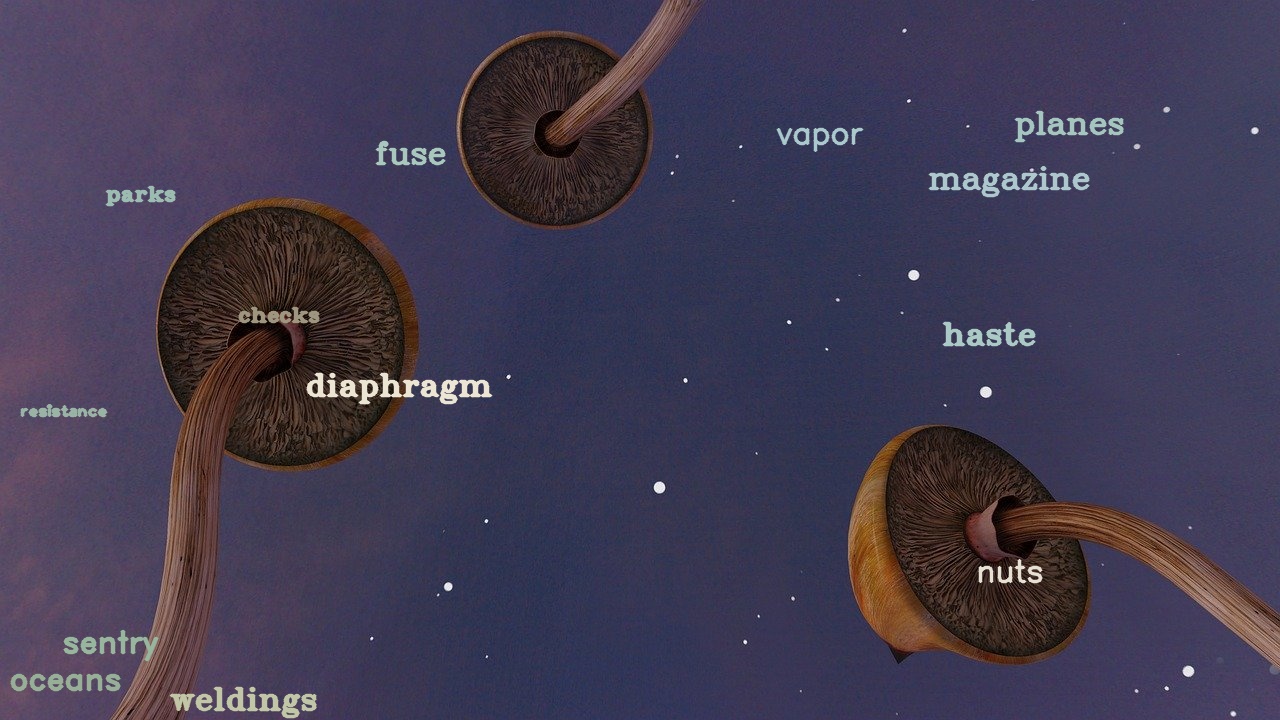 planes
vapor
fuse
magazine
parks
checks
haste
diaphragm
resistance
nuts
sentry
oceans
weldings